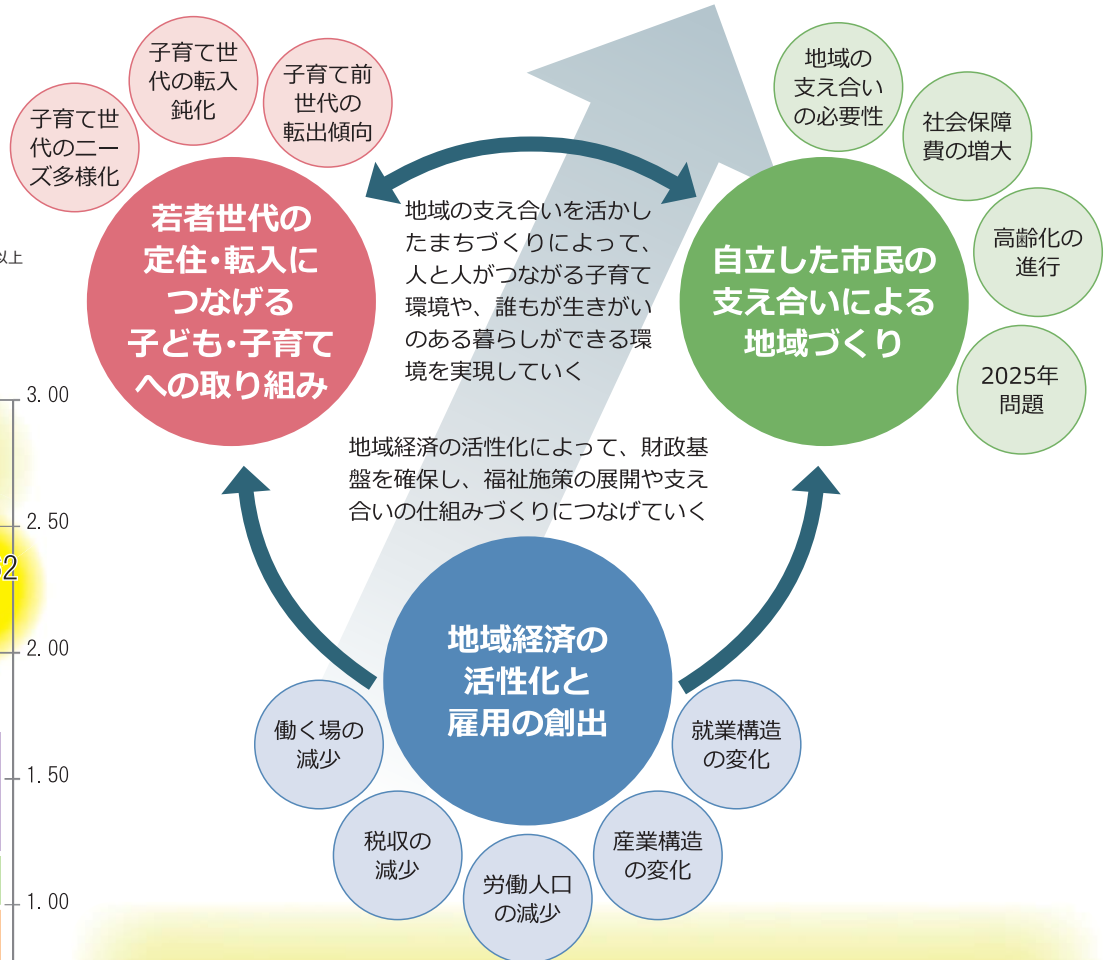 子育て世
代のニー
ズ多様化
子育て世
代の転入
鈍化
子育て前
世代の
転出傾向
若者世代の
定住・転入に
つなげる
子ども・子育て
への取り組み
地域の
支え合い
の必要性
社会保障
費の増大
高齢化の
進行
2025年
問題
自立した市民の
支え合いによる
地域づくり
地域の支え合いを活かし
たまちづくりによって、
人と人がつながる子育て
環境や、誰もが生きがい
のある暮らしができる環
境を実現していく
地域経済の活性化によって、財政基
盤を確保し、福祉施策の展開や支え
合いの仕組みづくりにつなげていく
地域経済の
活性化と
雇用の創出
働く場の
減少
税収の
減少
労働人口
の減少
産業構造
の変化
就業構造
の変化
以上
3.00
2.50
2.00
1.50
1.00